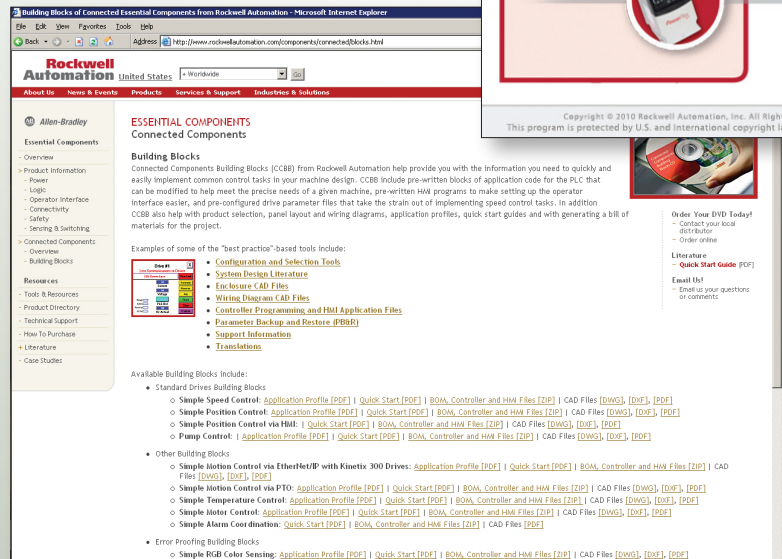 Building Blocks of Connected Essential Components from Rockwell Automation - Microsoft Internet Explorer
File Edit View Favorites Tools Help
Back Address http://www.rockwellautomation.com/components/connected/blocks.html
Rockwell
Automation United States + Worldwide Go
About Us News & Events Products Services & Support Industries & Solutions
Copyright © 2010 Rockwell Automation, Inc. All Righ
This program is protected by U.S. and international copyright la
Allen-Bradley
Essential Components
- Overview
> Product Information
- Power
- Logic
- Operator Interface
- Connectivity
- Safety
- Sensing & Switching
> Connected Components
- Overview
- Building Blocks
Resources
- Tools & Resources
- Product Directory
- Technical Support
- How To Purchase
+ Literature
- Case Studies
ESSENTIAL COMPONENTS
Connected Components
Building Blocks
Connected Components Building Blocks (CCBB) from Rockwell Automation help provide you with the information you need to quickly and
easily implement common control tasks in your machine design. CCBB include pre-written blocks of application code for the PLC that
can be modified to help meet the precise needs of a given machine, pre-written HMI programs to make setting up the operator
interface easier, and pre-configured drive parameter files that take the strain out of implementing speed control tasks. In addition
CCBB also help with product selection, panel layout and wiring diagrams, application profiles, quick start guides and with generating a bill of
materials for the project.
Examples of some of the "best practice"-based tools include:
Drive #1
• Configuration and Selection Tools
• System Design Literature
• Enclosure CAD Files
• Wiring Diagram CAD Files
• Controller Programming and HMI Application Files
• Parameter Backup and Restore (PB&R)
• Support Information
• Translations
Order Your DVD Today!
- Contact your local
distributor
- Order online
Literature
- Quick Start Guide [PDF]
Email Us!
- Email us your questions
or comments
Available Building Blocks include:
• Standard Drives Building Blocks
o Simple Speed Control: Application Profile [PDF] | Quick Start [PDF] | BOM, Controller and HMI Files [ZIP] | CAD Files [DWG], [DXF], [PDF]
o Simple Position Control: Application Profile [PDF] | Quick Start [PDF] | BOM, Controller and HMI Files [ZIP] | CAD Files [DWG], [DXF], [PDF]
o Simple Position Control via HMI: | Quick Start [PDF] | BOM, Controller and HMI Files [ZIP] | CAD Files [DWG], [DXF], [PDF]
o Pump Control: | Application Profile [PDF] | Quick Start [PDF] | BOM, Controller and HMI Files [ZIP] | CAD Files [DWG], [DXF], [PDF]
• Other Building Blocks
o Simple Motion Control via EtherNet/IP with Kinetix 300 Drives: Application Profile [PDF] | Quick Start [PDF] | BOM, Controller and HMI Files [ZIP] | CAD
Files [DWG], [DXF], [PDF]
o Simple Motion Control via PTO: Application Profile [PDF] | Quick Start [PDF] | BOM, Controller and HMI Files [ZIP] | CAD Files [DWG], [DXF], [PDF]
o Simple Temperature Control: Application Profile [PDF] | Quick Start [PDF] | BOM, Controller and HMI Files [ZIP] | CAD Files [DWG], [DXF], [PDF]
o Simple Motor Control: Application Profile [PDF] | Quick Start [PDF] | BOM, Controller and HMI Files [ZIP] | CAD Files [DWG], [DXF], [PDF]
o Simple Alarm Coordination: Quick Start [PDF] | BOM, Controller and HMI Files [ZIP] | CAD Files [PDF]
• Error Proofing Building Blocks
o Simple RGB Color Sensing: Application Profile [PDF] | Quick Start [PDF] | BOM, Controller and HMI Files [ZIP] | CAD Files [DWG], [DXF], [PDF]